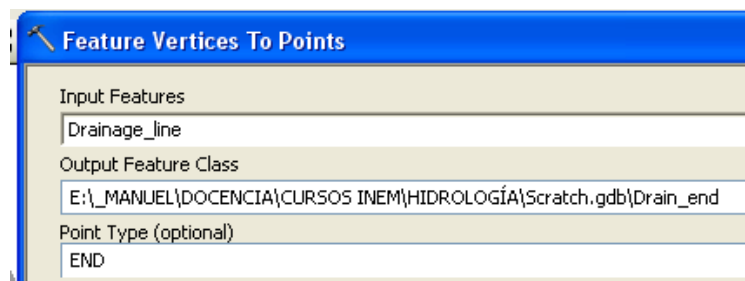 Feature Vertices To Points
Input Features
Drainage_line
Output Feature Class
E:\_MANUEL\DOCENCIA\CURSOS INEM\HIDROLOGÍA\Scratch.gdb\Drain_end
Point Type (optional)
END